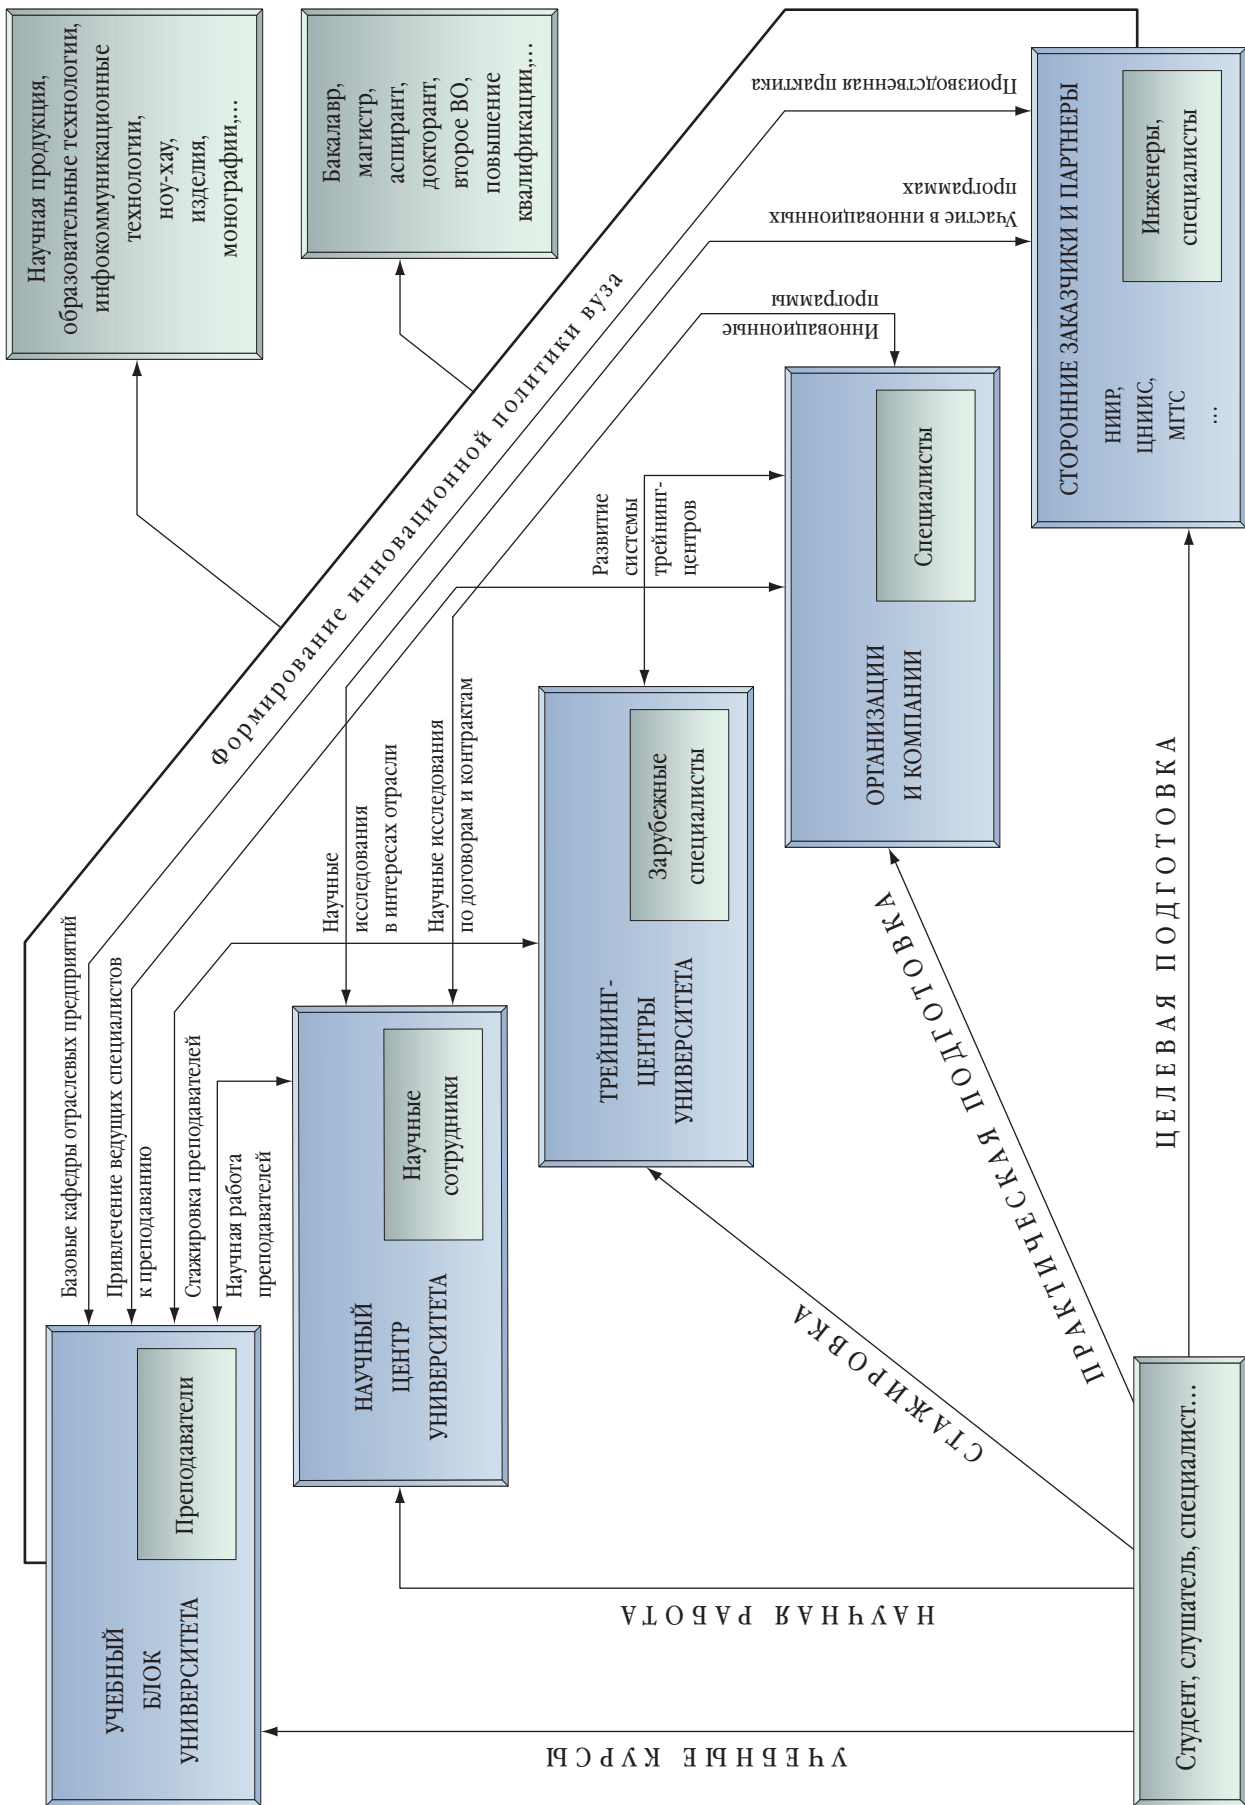 Научная продукция,
образовательные технологии,
инфокоммуникационные
технологии,
ноу-хау,
изделия,
монографии,...
Бакалавр,
магистр,
аспирант,
докторант,
второе ВО,
повышение
квалификации,...
Формирование инновационной политики вуза
Производственная практика
Участие в инновационных
программах
Инновационные
программы
СТОРОННИЕ ЗАКАЗЧИКИ И ПАРТНЕРЫ
НИИР,
ЦНИИС,
МГТС
...
Инженеры,
специалисты
Развитие
системы
трейнинг-
центров
ОРГАНИЗАЦИИ
И КОМПАНИИ
Специалисты
Научные
исследования
в интересах отрасли
Научные исследования
по договорам и контрактам
ТРЕЙНИНГ-
ЦЕНТРЫ
УНИВЕРСИТЕТА
Зарубежные
специалисты
Базовые кафедры отраслевых предприятий
Привлечение ведущих специалистов
к преподаванию
Стажировка преподавателей
Научная работа
преподавателей
НАУЧНЫЙ
ЦЕНТР
УНИВЕРСИТЕТА
Научные
сотрудники
УЧЕБНЫЙ
БЛОК
УНИВЕРСИТЕТА
Преподаватели
УЧЕБНЫЕ КУРСЫ
НАУЧНАЯ РАБОТА
СТАЖИРОВКА
ПРАКТИЧЕСКАЯ ПОДГОТОВКА
ЦЕЛЕВАЯ ПОДГОТОВКА
Студент, слушатель, специалист...